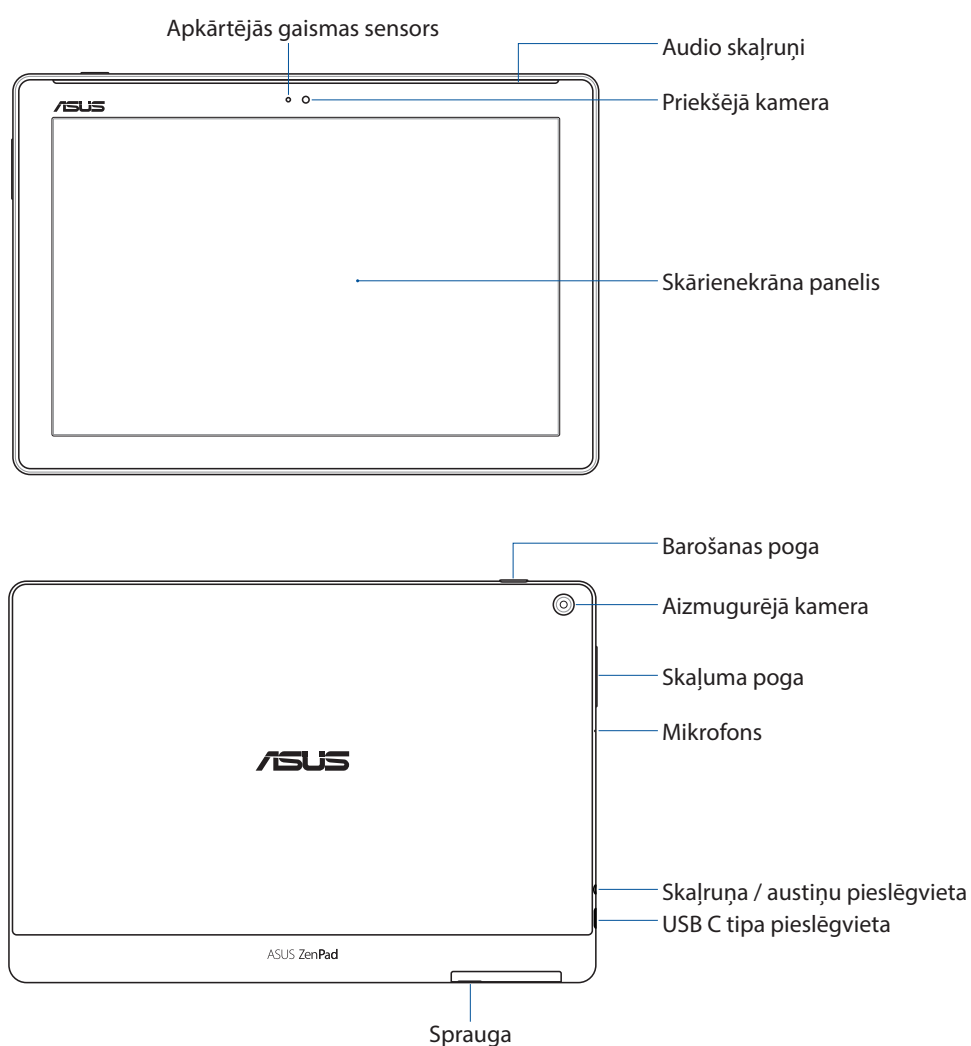 Apkārtējās gaismas sensors
Audio skaļruņi
ASUS
Priekšējā kamera
Skārienekrāna panelis
Barošanas poga
Aizmugurējā kamera
Skaļuma poga
Mikrofons
ASUS
Skaļruņa / austiņu pieslēgvieta
USB C tipa pieslēgvieta
ASUS ZenPad
Sprauga